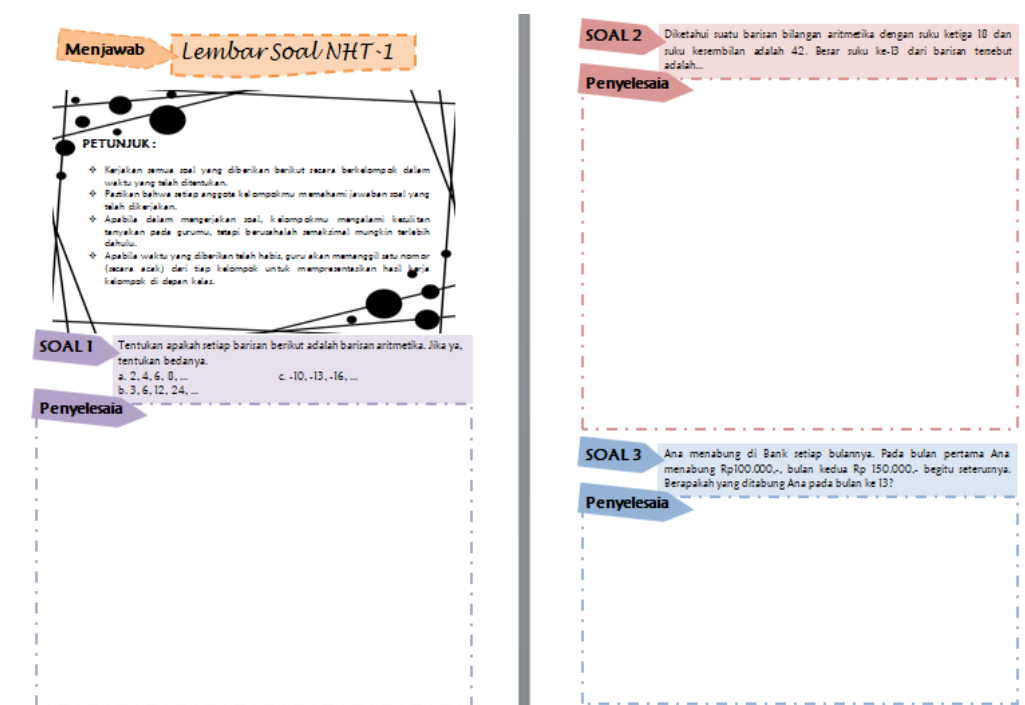 Menjawab
Lembar Soal NHT-1
PETUNJUK :
❖ Kerjakan semua soal yang diberikan berikut secara berkelompok dalam
waktu yang telah ditentukan.
❖ Pastikan bahwa setiap anggota kelompokmu memahami jawaban soal yang
telah dikerjakan.
❖ Apabila dalam mengerjakan soal, kelompokmu mengalami kesulitan
tanyakan pada gurumu, tetapi berusahalah semaksimal mungkin terlebih
dahulu.
❖ Apabila waktu yang diberikan telah habis, guru akan memanggil satu nomor
(secara acak) dari tiap kelompok untuk mempresentasikan hasil kerja
kelompok di depan kelas.
SOAL 1
Tentukan apakah setiap barisan berikut adalah barisan aritmetika. Jika ya,
tentukan bedanya.
a. 2, 4, 6, 8, ...
c. -10, -13, -16, ...
b. 3, 6, 12, 24, ...
Penyelesaia
SOAL 2
Diketahui suatu barisan bilangan aritmetika dengan suku ketiga 18 dan
suku kesembilan adalah 42. Besar suku ke-13 dari barisan tersebut
adalah...
Penyelesaia
SOAL 3
Ana menabung di Bank setiap bulannya. Pada bulan pertama Ana
menabung Rp100.000,-, bulan kedua Rp 150.000,- begitu seterusnya.
Berapakah yang ditabung Ana pada bulan ke 13?
Penyelesaia